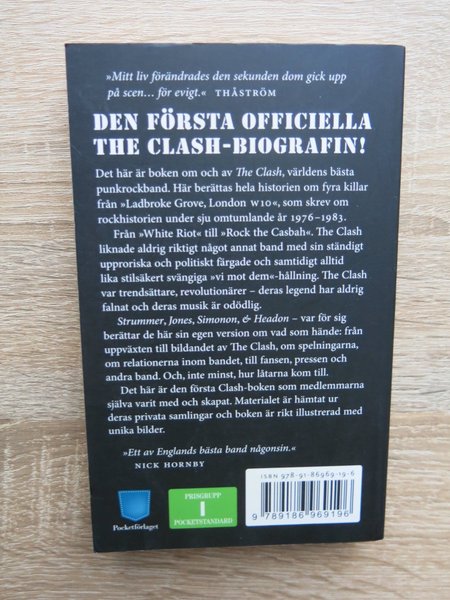 »Mitt liv förändrades den sekunden dom gick upp
på scen... för evigt.« THÅSTRÖM
DEN FÖRSTA OFFICIELLA
THE CLASH-BIOGRAFIN!
Det här är boken om och av The Clash, världens bästa
punkrockband. Här berättas hela historien om fyra killar
från »Ladbroke Grove, London W10«, som skrev om
rockhistorien under sju omtumlande år 1976–1983.
Från »White Riot« till »Rock the Casbah«. The Clash
liknade aldrig riktigt något annat band med sin ständigt
upproriska och politiskt färgade och samtidigt alltid
lika stilsäkert svängiga »vi mot dem«-hållning. The Clash
var trendsättare, revolutionärer – deras legend har aldrig
falnat och deras musik är odödlig.
Strummer, Jones, Simonon, & Headon – var för sig
berättar de här sin egen version om vad som hände: från
uppväxten till bildandet av The Clash, om spelningarna,
om relationerna inom bandet, till fansen, pressen och
andra band. Och, inte minst, hur låtarna kom till.
Det här är den första Clash-boken som medlemmarna
själva varit med och skapat. Materialet är hämtat ur
deras privata samlingar och boken är rikt illustrerad med
unika bilder.
»Ett av Englands bästa band någonsin.«
NICK HORNBY
Pocketförlaget
PRISGRUPP
1
POCKETSTANDARD
ISBN 978-91-86969-19-6
9 789186 969196